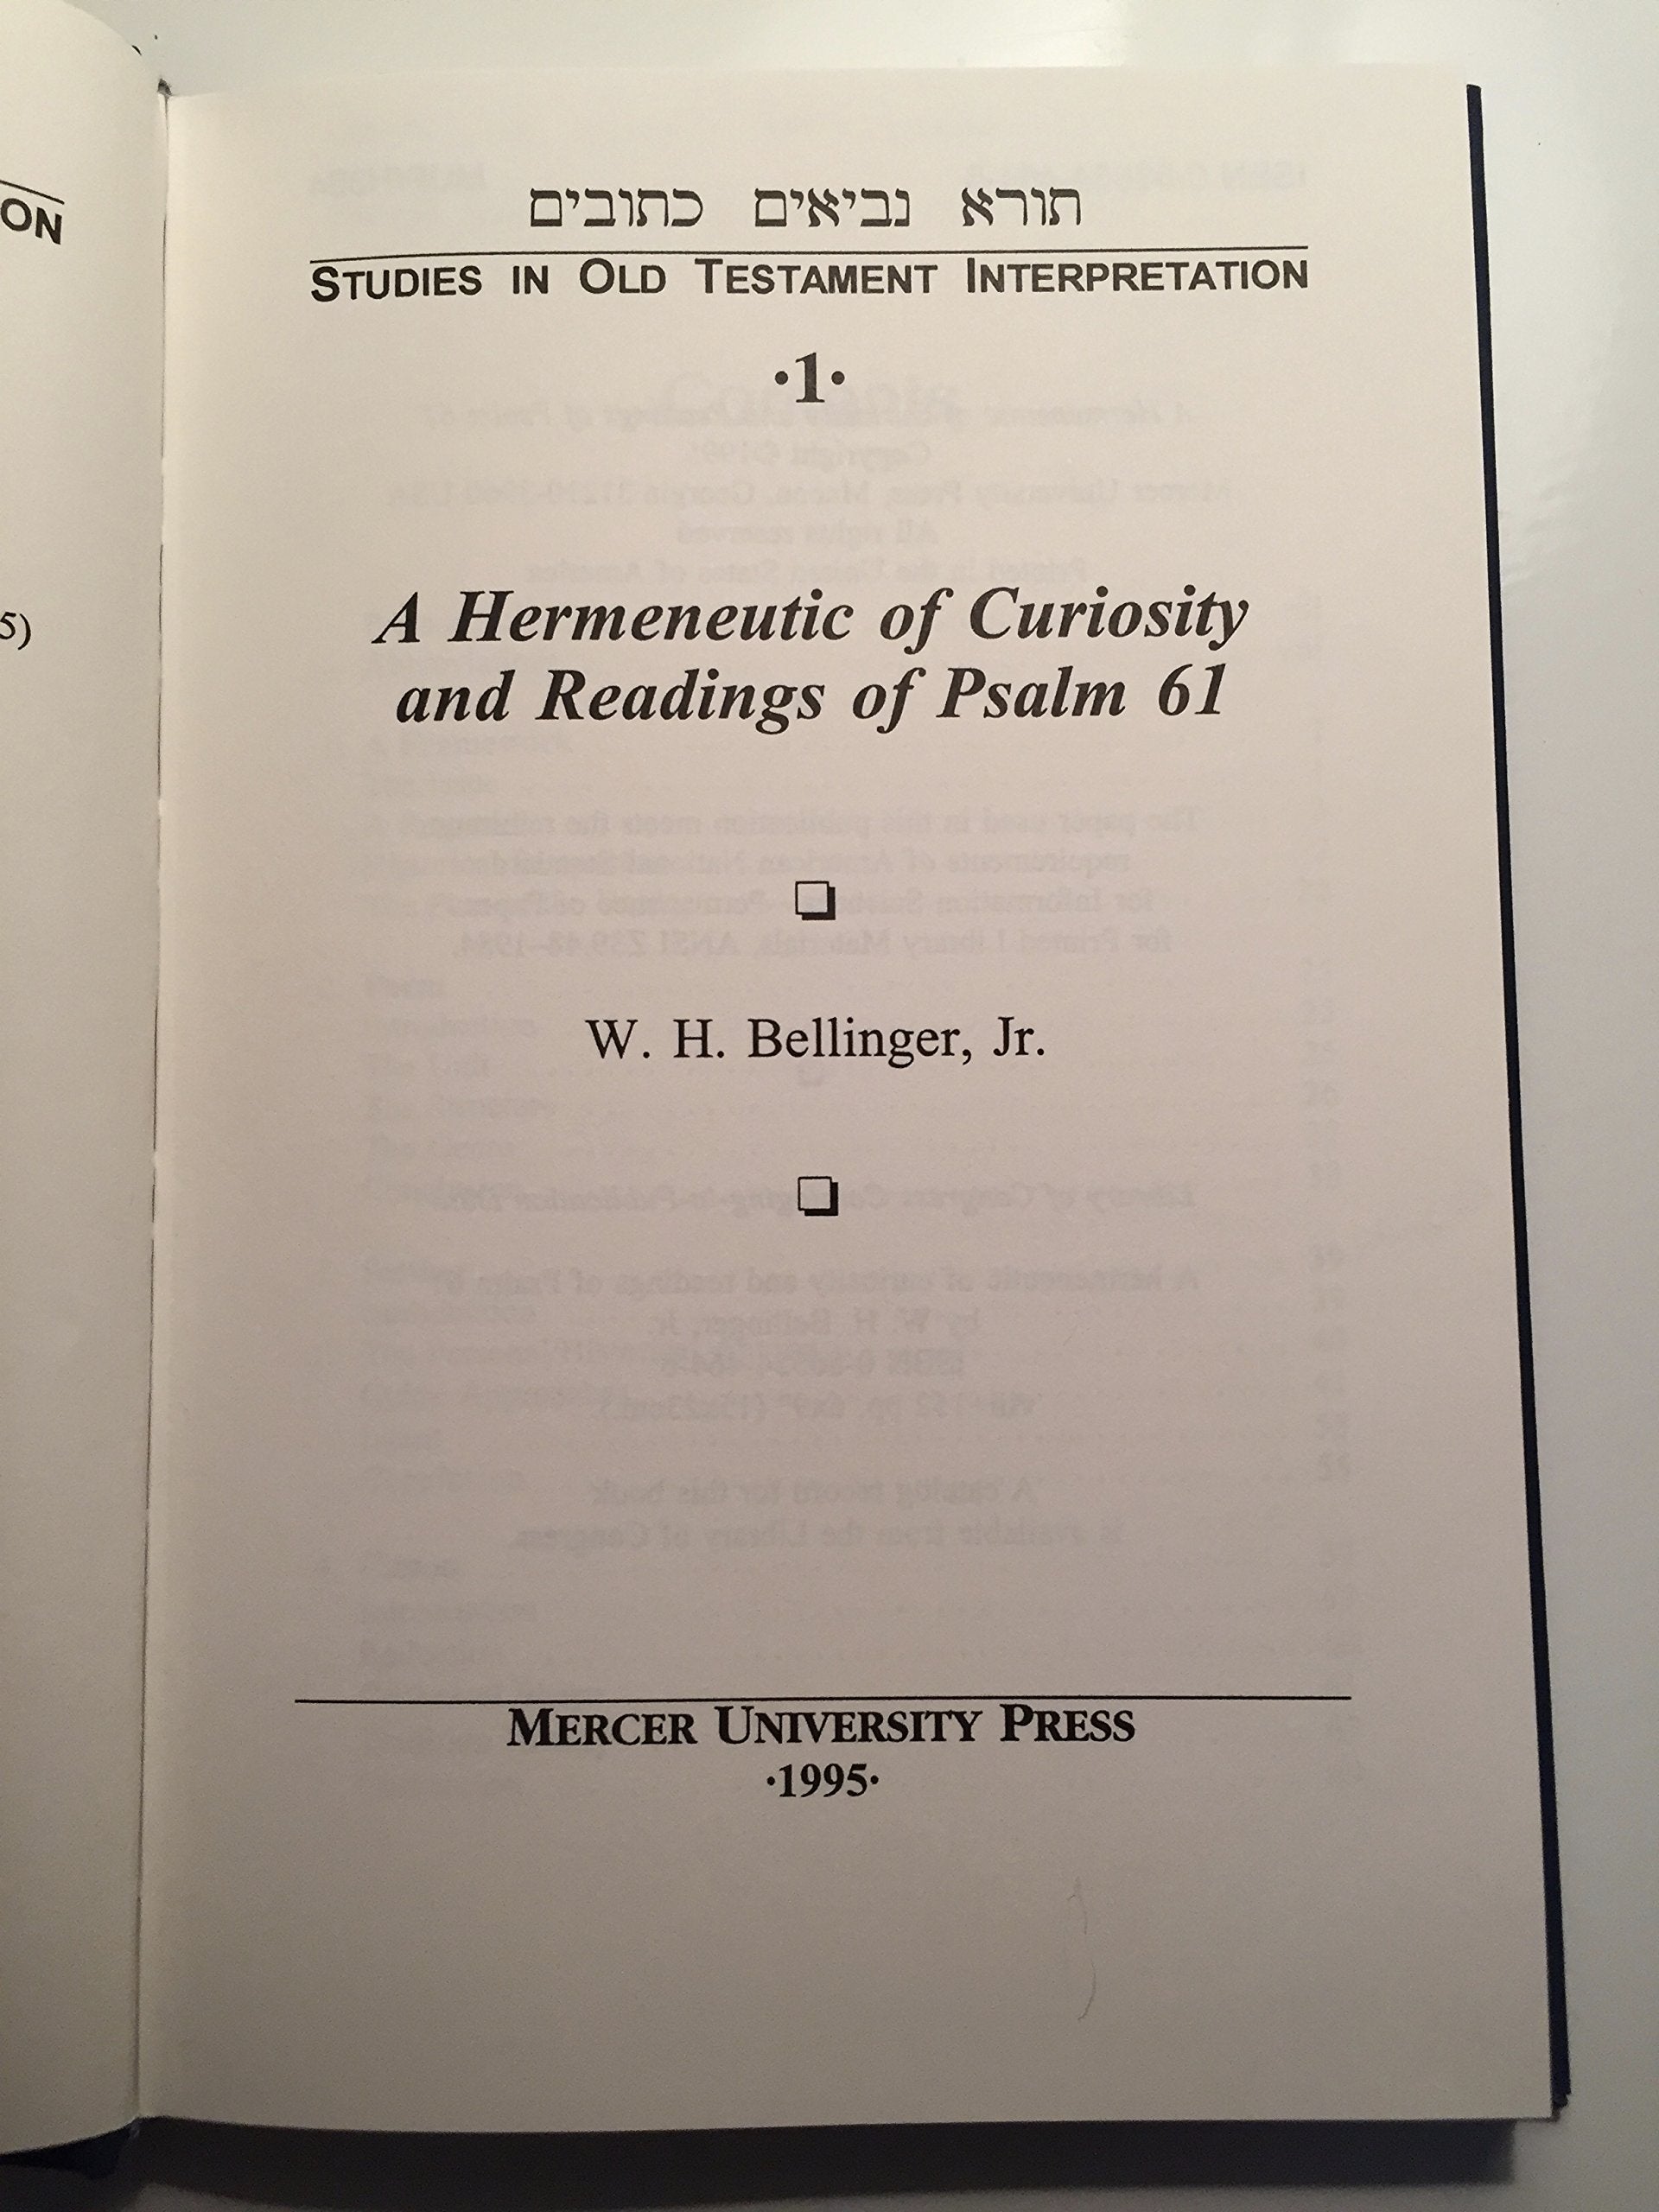 ON
5)
תורא נביאים כתובים
STUDIES IN OLD TESTAMENT INTERPRETATION
·1·
A Hermeneutic of Curiosity
and Readings of Psalm 61
❑
W. H. Bellinger, Jr.
❑
MERCER UNIVERSITY PRESS
·1995·